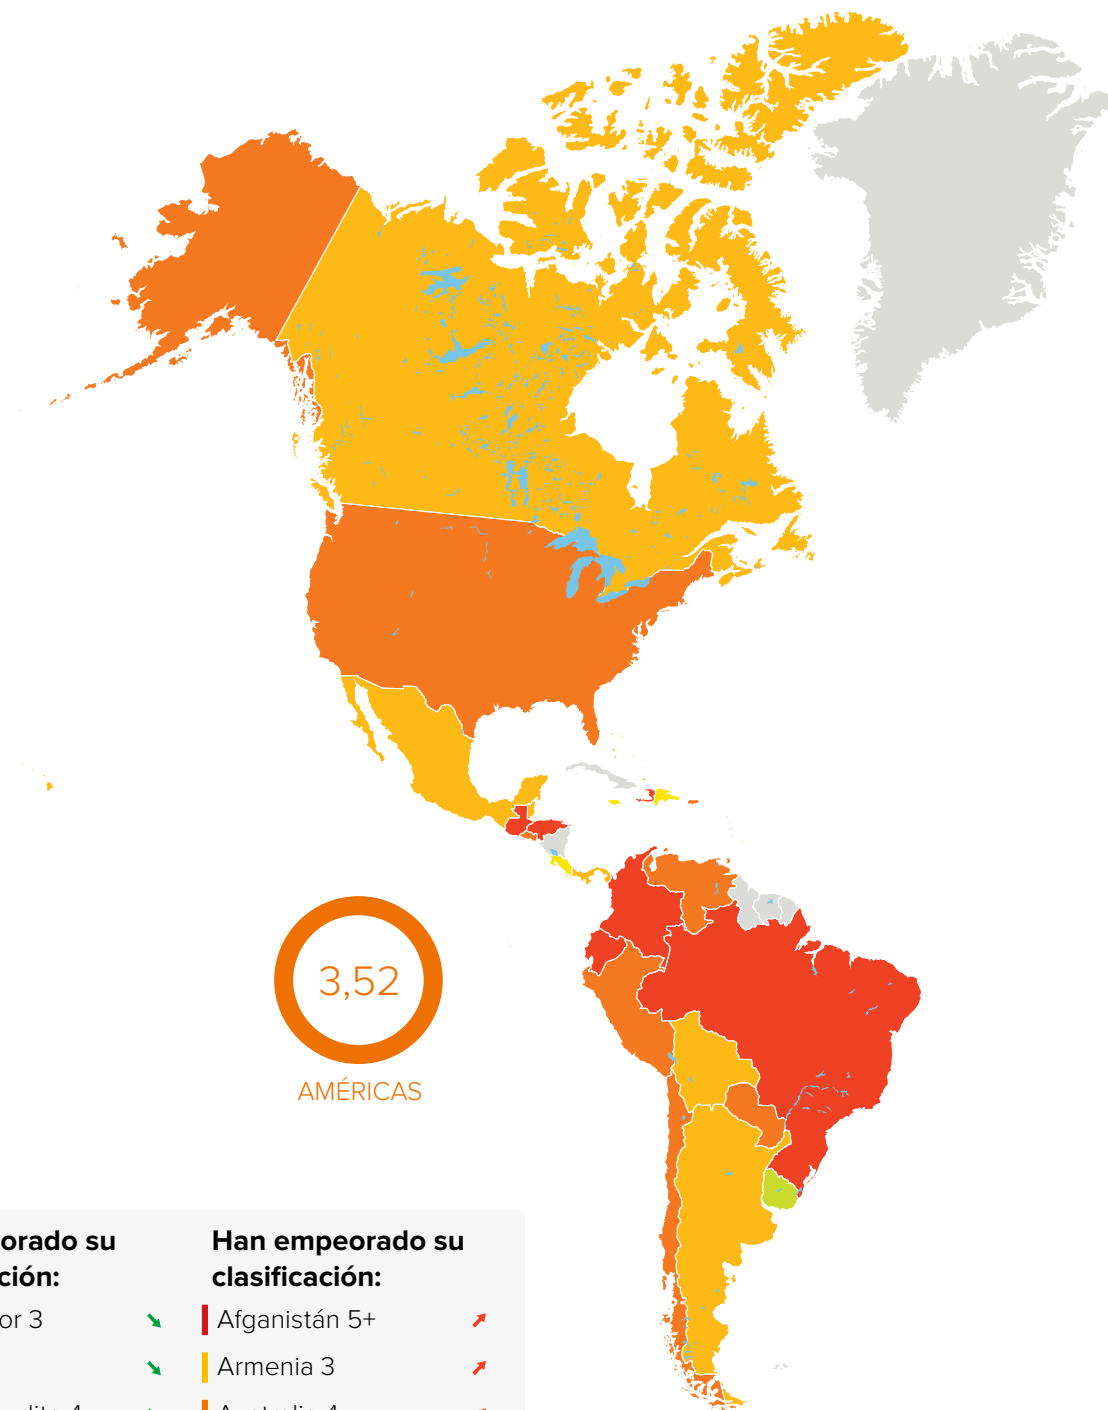 3,52
AMÉRICAS
orado su
ción:
or 3
Han empeorado su
clasificación:
Afganistán 5+
Armenia 3